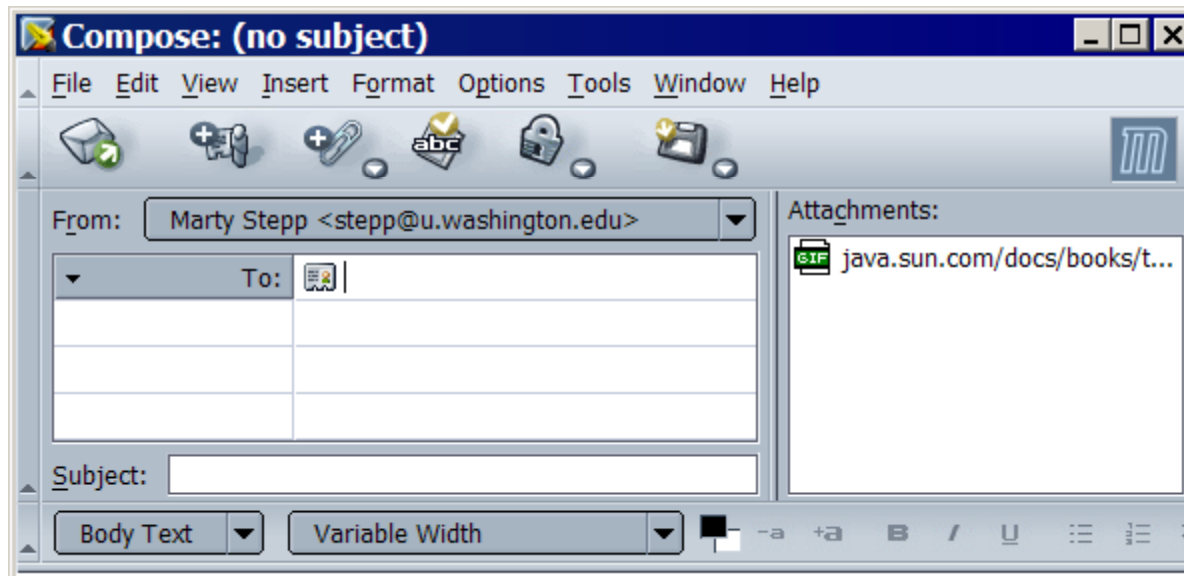 Compose: (no subject)
File Edit View Insert Format Options Tools Window Help
abc
From: Marty Stepp <stepp@u.washington.edu>
Attachments:
GIF java.sun.com/docs/books/t...
To:
Subject:
Body Text Variable Width -a +a B I U